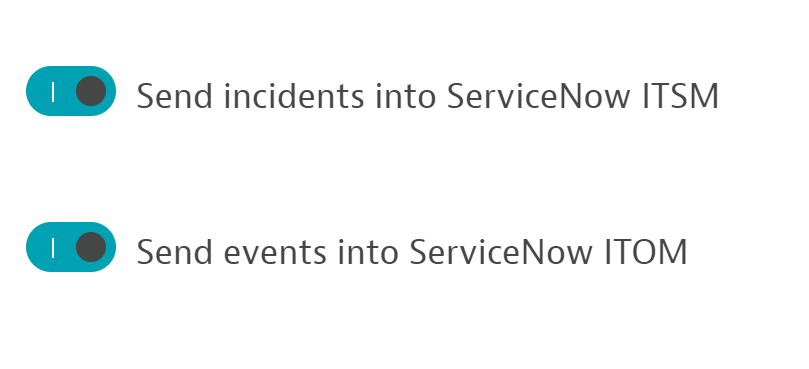 Send incidents into ServiceNow ITSM
Send events into ServiceNow ITOM